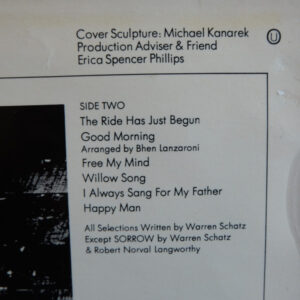 Cover Sculpture: Michael Kanarek
Production Adviser & Friend
Erica Spencer Phillips
U
SIDE TWO
The Ride Has Just Begun
Good Morning
Arranged by Bhen Lanzaroni
Free My Mind
Willow Song
I Always Sang For My Father
Happy Man
All Selections Written by Warren Schatz
Except SORROW by Warren Schatz
& Robert Norval Langworthy